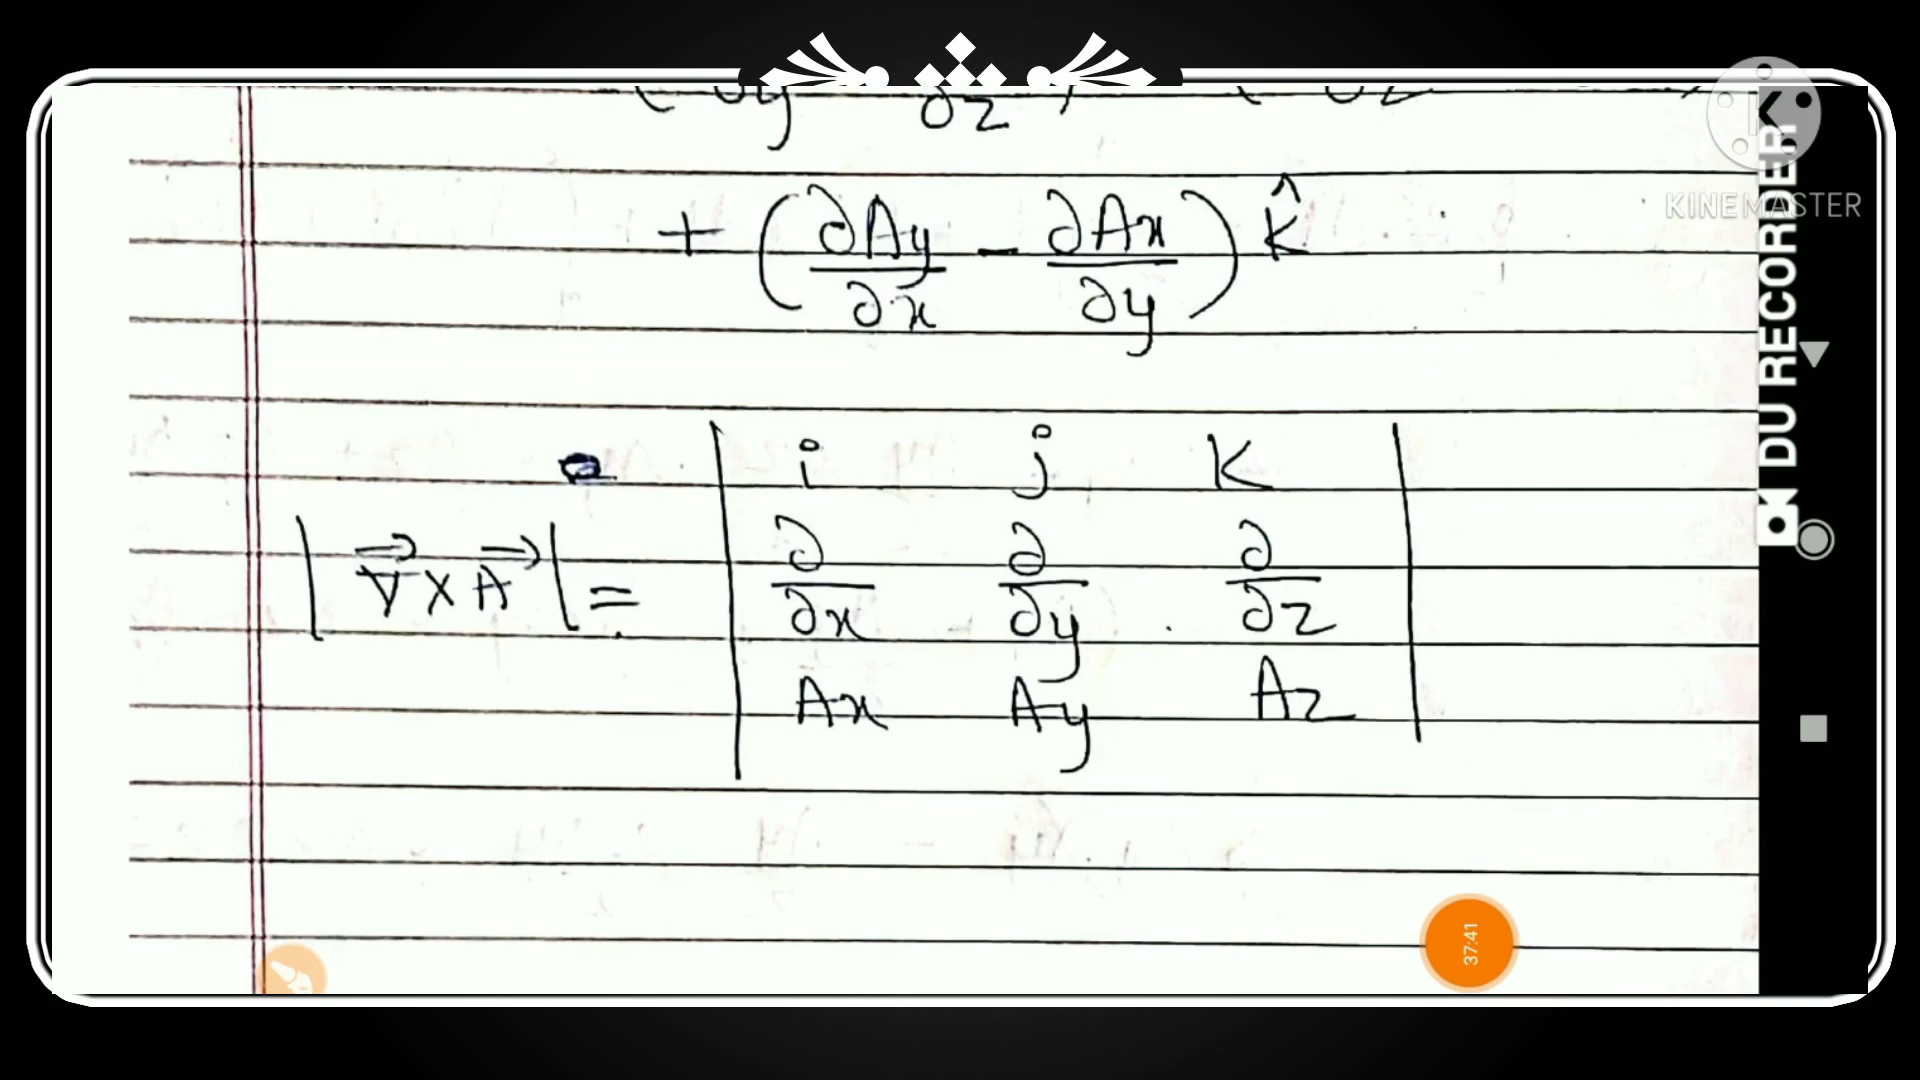 ∂z
+ (∂Ay/∂x - ∂Ax/∂y) k̂
i j k
|∇⃗ X A⃗| = ∂/∂x ∂/∂y ∂/∂z
Ax Ay Az
KINEMASTER
DU RECORDER
37:41